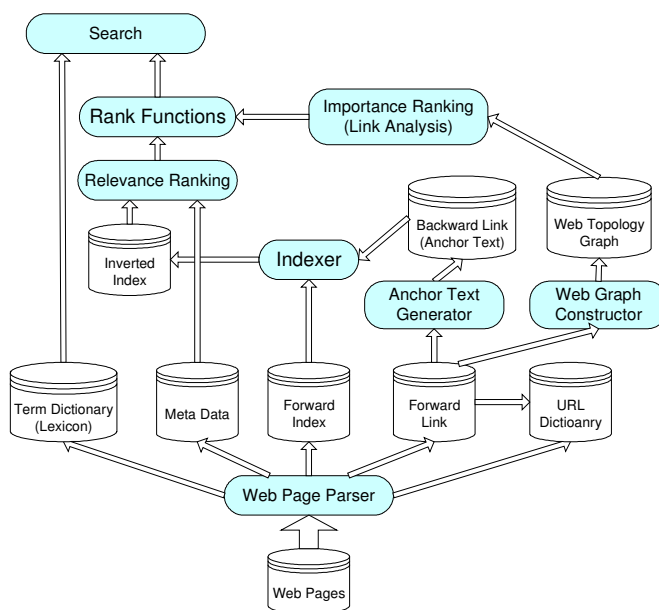 Search
Rank Functions
Importance Ranking
(Link Analysis)
Relevance Ranking
Backward Link
(Anchor Text)
Web Topology
Graph
Inverted
Index
Indexer
Anchor Text
Generator
Web Graph
Constructor
Term Dictionary
(Lexicon)
Meta Data
Forward
Index
Forward
Link
URL
Dictioanry
Web Page Parser
Web Pages